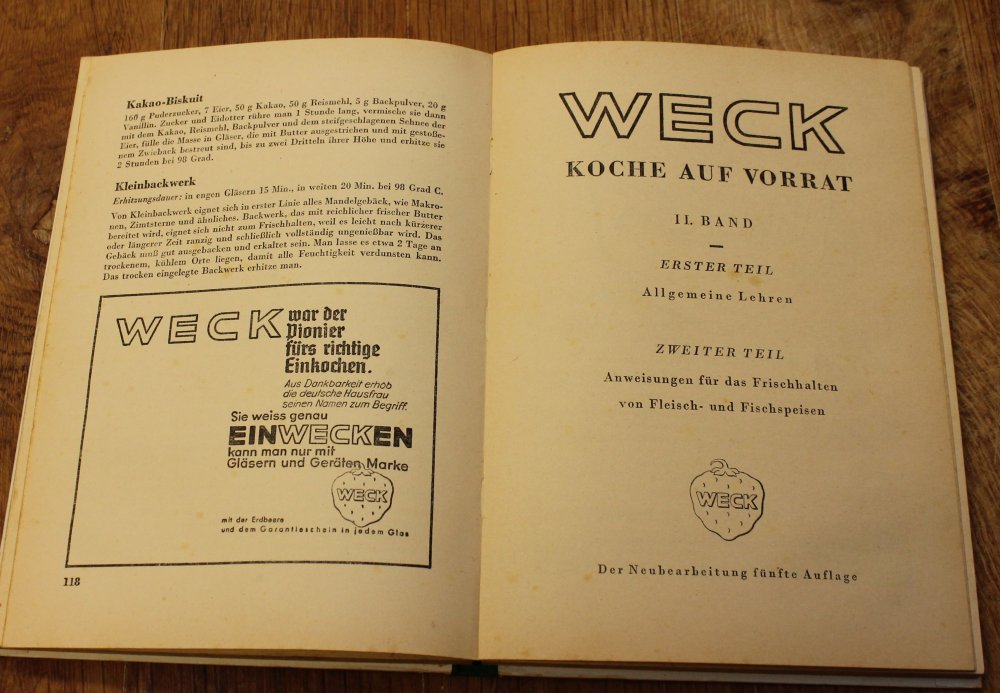 Kakao-Biskuit
160 g Puderzucker, 7 Eier, 50 g Kakao, 50 g Reismehl, 5 g Backpulver, 20 g
Vanillin. Zucker und Eidotter rühre man 1 Stunde lang, vermische sie dann
mit dem Kakao, Reismehl, Backpulver und dem steifgeschlagenen Schnee der
Eier, fülle die Masse in Gläser, die mit Butter ausgestrichen und mit gestoße-
nem Zwieback bestreut sind, bis zu zwei Dritteln ihrer Höhe und erhitze sie
2 Stunden bei 98 Grad.
Kleinbackwerk
Erhitzungsdauer: in engen Gläsern 15 Min., in weiten 20 Min. bei 98 Grad C.
Von Kleinbackwerk eignet sich in erster Linie alles Mandelgebäck, wie Makro-
nen, Zimtsterne und ähnliches. Backwerk, das mit reichlicher frischer Butter
bereitet wird, eignet sich nicht zum Frischhalten, weil es leicht nach kürzerer
oder längerer Zeit ranzig und schließlich vollständig ungenießbar wird. Das
Gebäck muß gut ausgebacken und erkaltet sein. Man lasse es etwa 2 Tage an
trockenem, kühlem Orte liegen, damit alle Feuchtigkeit verdunsten kann.
Das trocken eingelegte Backwerk erhitze man.
WECK war der
Pionier
fürs richtige
Einkochen.
Aus Dankbarkeit erhob
die deutsche Hausfrau
seinen Namen zum Begriff.
Sie weiss genau
EINWECKEN
kann man nur mit
Gläsern und Geräten Marke
WECK
mit der Erdbeere
und dem Garantieschein in jedem Glas
118
WECK
KOCHE AUF VORRAT
II. BAND
ERSTER TEIL
Allgemeine Lehren
ZWEITER TEIL
Anweisungen für das Frischhalten
von Fleisch- und Fischspeisen
WECK
Der Neubearbeitung fünfte Auflage